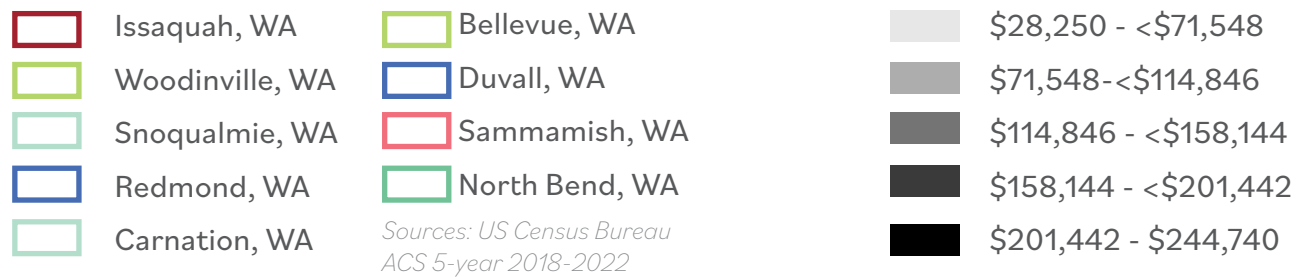 Issaquah, WA
Woodinville, WA
Snoqualmie, WA
Redmond, WA
Carnation, WA
Bellevue, WA
Duvall, WA
Sammamish, WA
North Bend, WA
Sources: US Census Bureau
ACS 5-year 2018-2022
$28,250 - <$71,548
$71,548-<$114,846
$114,846 - <$158,144
$158,144 - <$201,442
$201,442 - $244,740